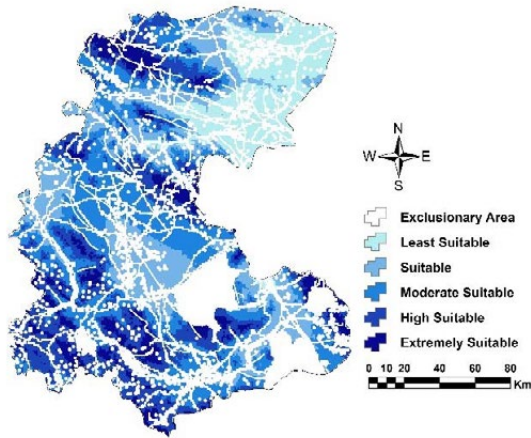 N
W E
S
Exclusionary Area
Least Suitable
Suitable
Moderate Suitable
High Suitable
Extremely Suitable
0 10 20 40 60 80
Km